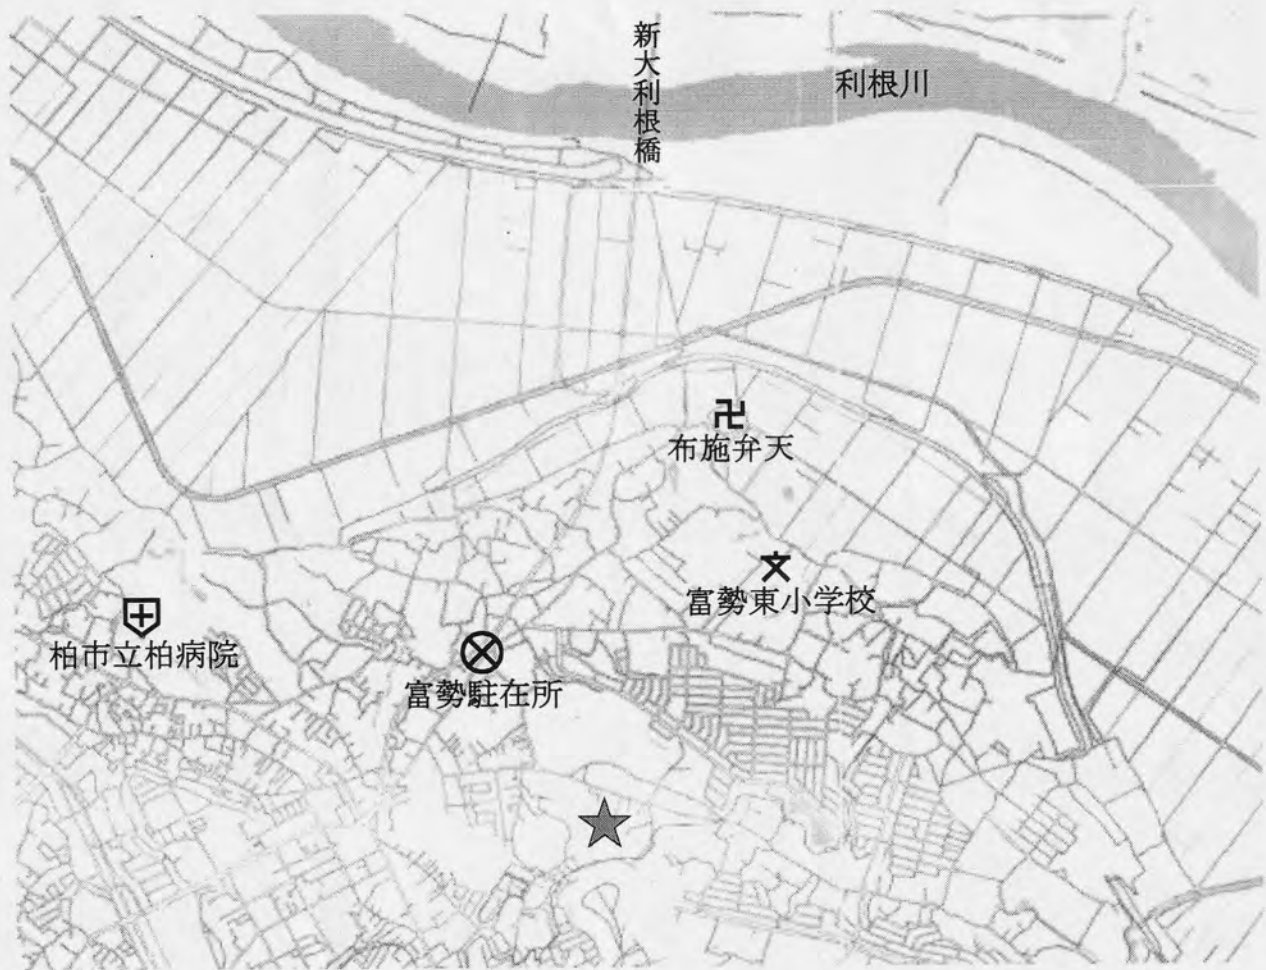 新大利根橋
利根川
布施弁天
富勢東小学校
柏市立柏病院
富勢駐在所